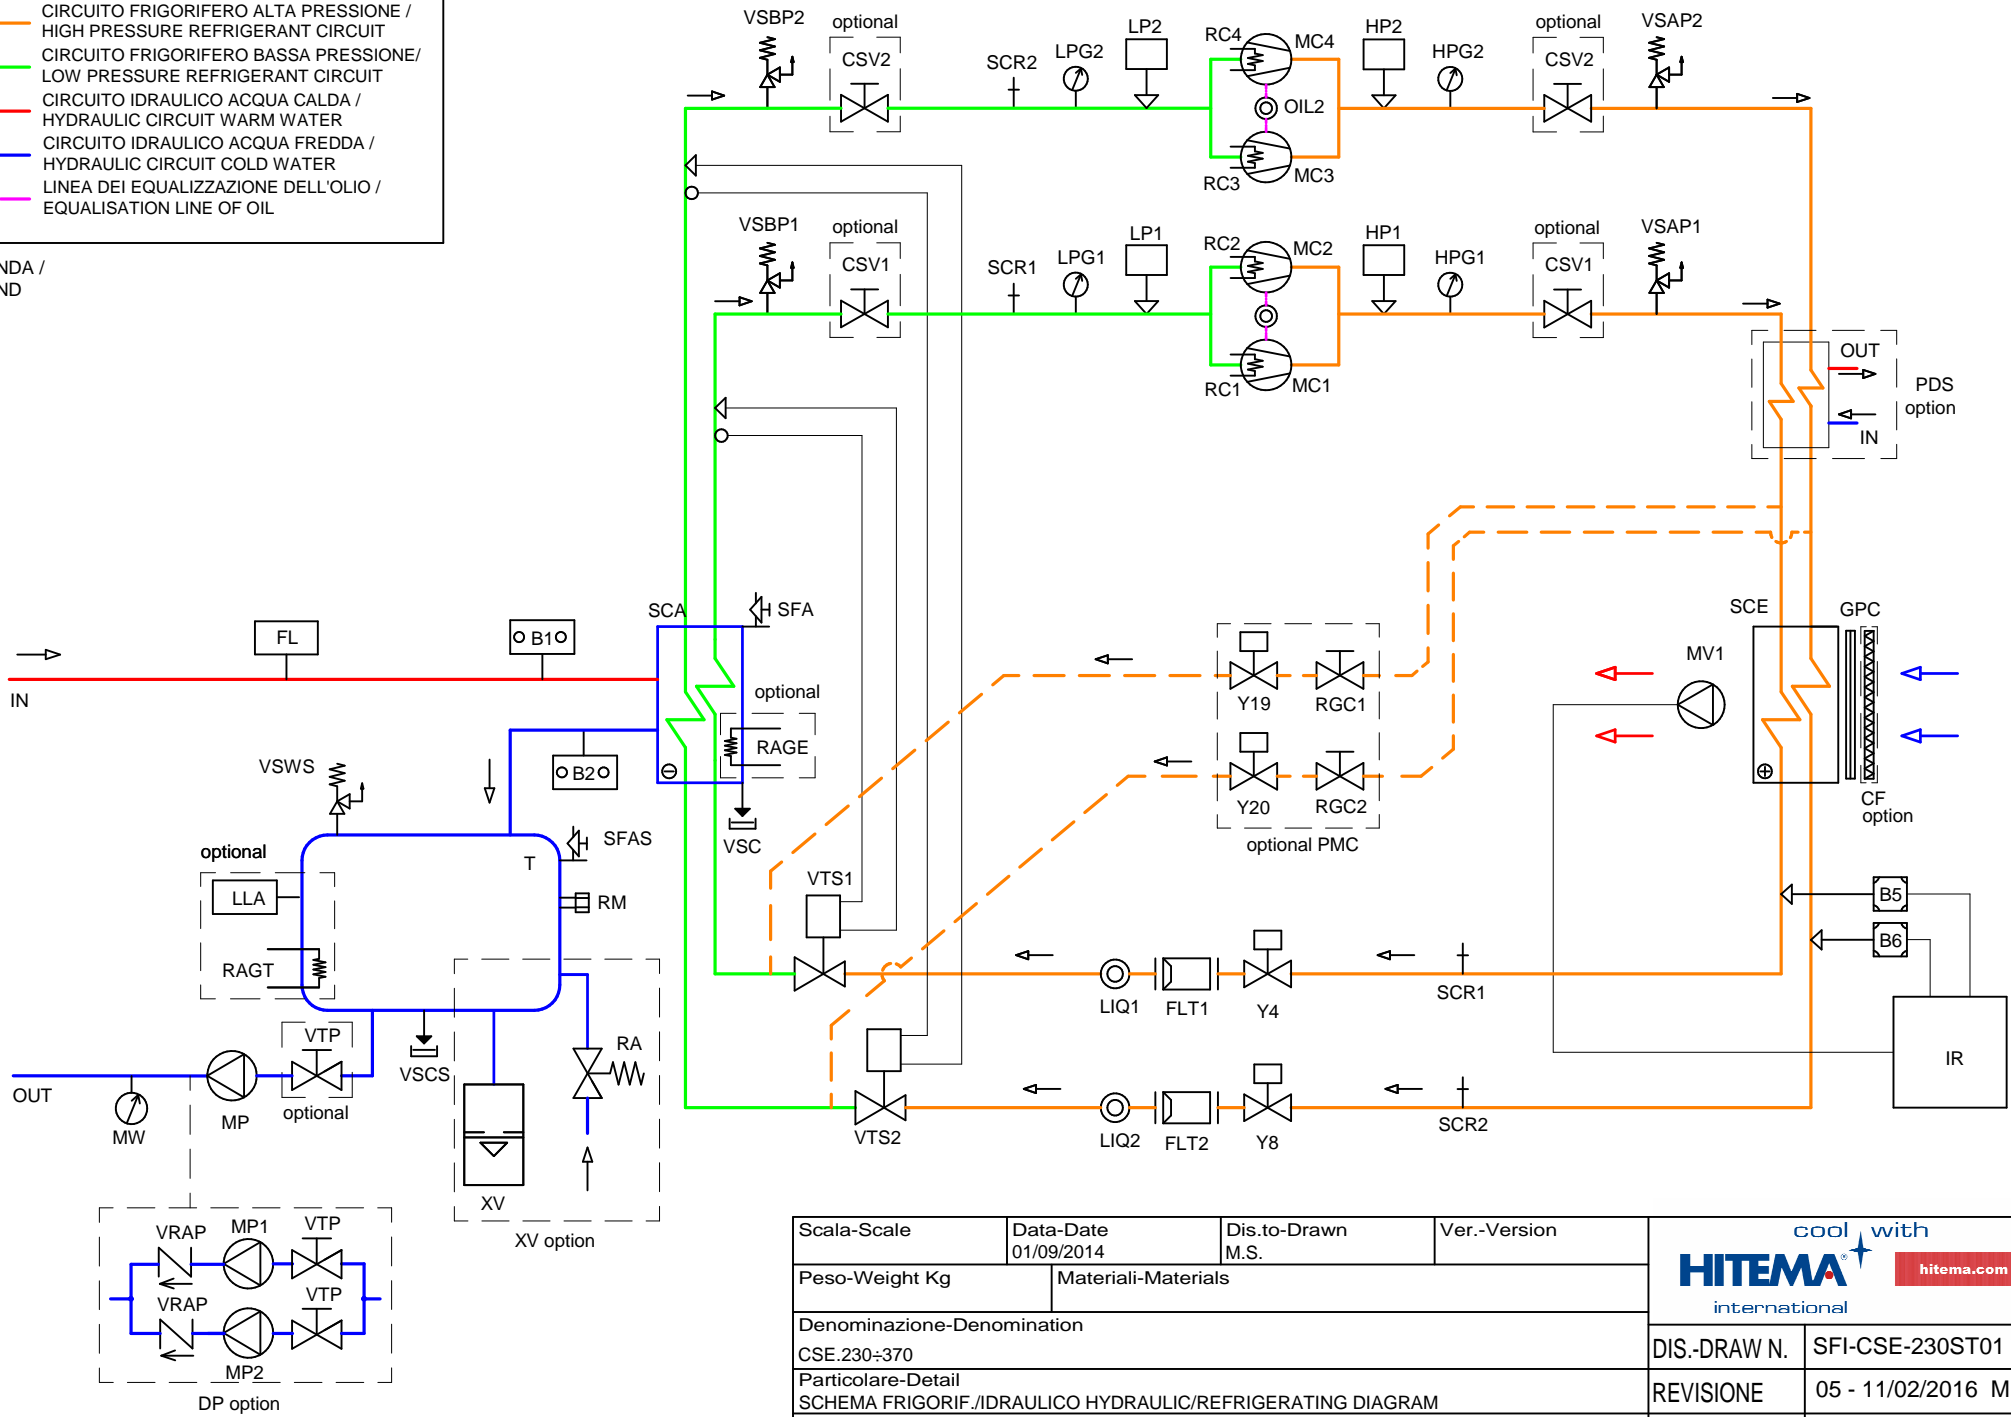 CIRCUITO FRIGORIFERO ALTA PRESSIONE /
HIGH PRESSURE REFRIGERANT CIRCUIT
CIRCUITO FRIGORIFERO BASSA PRESSIONE/
LOW PRESSURE REFRIGERANT CIRCUIT
CIRCUITO IDRAULICO ACQUA CALDA /
HYDRAULIC CIRCUIT WARM WATER
CIRCUITO IDRAULICO ACQUA FREDDA /
HYDRAULIC CIRCUIT COLD WATER
LINEA DEI EQUALIZZAZIONE DELL'OLIO /
EQUALISATION LINE OF OIL
NDA /
ND
VSBP2
optional
CSV2
SCR2
LPG2
LP2
RC4
MC4
OIL2
RC3
MC3
HP2
HPG2
optional
CSV2
VSAP2
VSBP1
optional
CSV1
SCR1
LPG1
LP1
RC2
MC2
RC1
MC1
HP1
HPG1
optional
CSV1
VSAP1
OUT
IN
PDS
option
SCA
SFA
FL
B1
IN
optional
RAGE
B2
VSC
Y19
RGC1
Y20
RGC2
optional PMC
SCE
GPC
MV1
CF
option
VSWS
optional
LLA
RAGT
T
SFAS
RM
VTS1
B5
B6
LIQ1
FLT1
Y4
SCR1
IR
VTP
optional
VSCS
RA
OUT
MW
MP
XV
XV option
VTS2
LIQ2
FLT2
Y8
SCR2
VRAP
MP1
VTP
VRAP
MP2
VTP
DP option
Scala-Scale
Data-Date
01/09/2014
Dis.to-Drawn
M.S.
Ver.-Version
Peso-Weight Kg
Materiali-Materials
Denominazione-Denomination
CSE.230÷370
Particolare-Detail
SCHEMA FRIGORIF./IDRAULICO HYDRAULIC/REFRIGERATING DIAGRAM
cool with
HITEMA®
international
hitema.com
DIS.-DRAW N.
SFI-CSE-230ST01
REVISIONE
05 - 11/02/2016 M